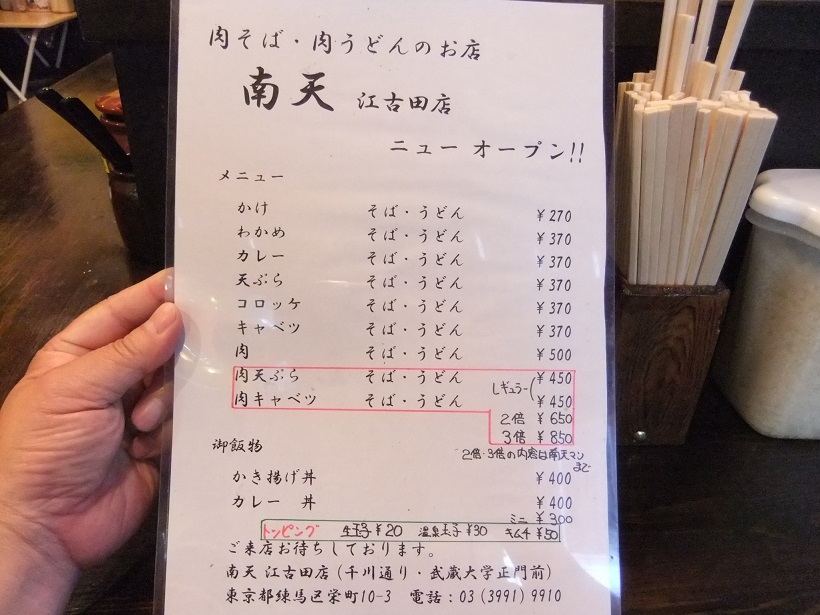 肉そば・肉うどんのお店
南天 江古田店
ニュー オープン!!
メニュー
かけ そば・うどん ¥270
わかめ そば・うどん ¥370
カレー そば・うどん ¥370
天ぷら そば・うどん ¥370
コロッケ そば・うどん ¥370
キャベツ そば・うどん ¥370
肉 そば・うどん ¥500
肉天ぷら そば・うどん レギュラー( ¥450
肉キャベツ そば・うどん ¥450
2倍 ¥650
3倍 ¥850
2倍・3倍の内容は南天マンまで
御飯物
かき揚げ丼 ¥400
カレー 丼 ¥400
ミニ ¥300
トッピング 生玉子¥20 温泉玉子¥30 キムチ¥50
ご来店お待ちしております。
南天 江古田店(千川通り・武蔵大学正門前)
東京都練馬区栄町10-3 電話:03(3991)9910